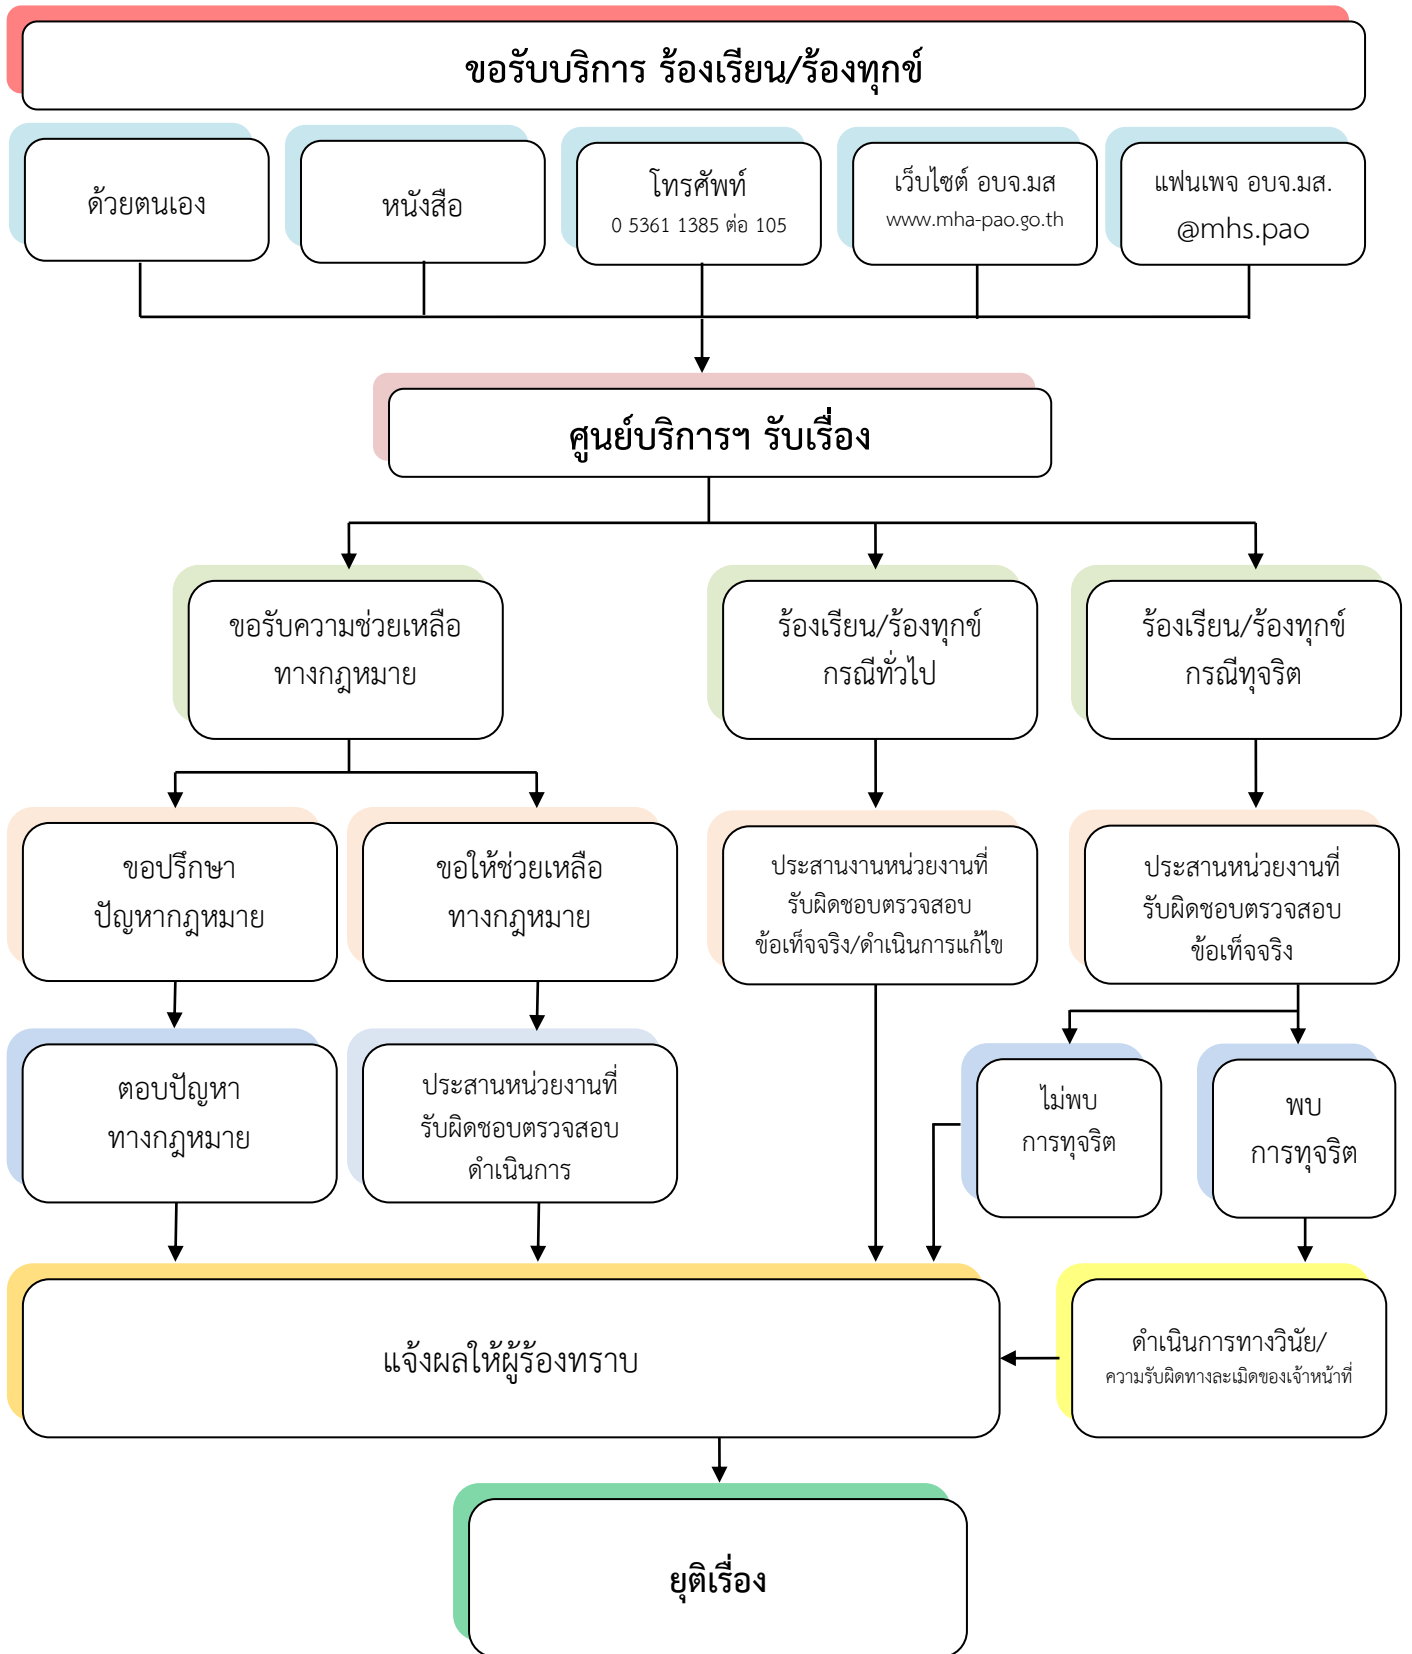 ขอรับบริการ ร้องเรียน/ร้องทุกข์
ด้วยตนเอง
หนังสือ
โทรศัพท์
0 5361 1385 ต่อ 105
เว็บไซต์ อบจ.มส
www.mha-pao.go.th
แฟนเพจ อบจ.มส.
@mhs.pao
ศูนย์บริการฯ รับเรื่อง
ขอรับความช่วยเหลือ
ทางกฎหมาย
ร้องเรียน/ร้องทุกข์
กรณีทั่วไป
ร้องเรียน/ร้องทุกข์
กรณีทุจริต
ขอปรึกษา
ปัญหากฎหมาย
ขอให้ช่วยเหลือ
ทางกฎหมาย
ประสานงานหน่วยงานที่
รับผิดชอบตรวจสอบ
ข้อเท็จจริง/ดำเนินการแก้ไข
ประสานหน่วยงานที่
รับผิดชอบตรวจสอบ
ข้อเท็จจริง
ตอบปัญหา
ทางกฎหมาย
ประสานหน่วยงานที่
รับผิดชอบตรวจสอบ
ดำเนินการ
ไม่พบ
การทุจริต
พบ
การทุจริต
แจ้งผลให้ผู้ร้องทราบ
ดำเนินการทางวินัย/
ความรับผิดทางละเมิดของเจ้าหน้าที่
ยุติเรื่อง